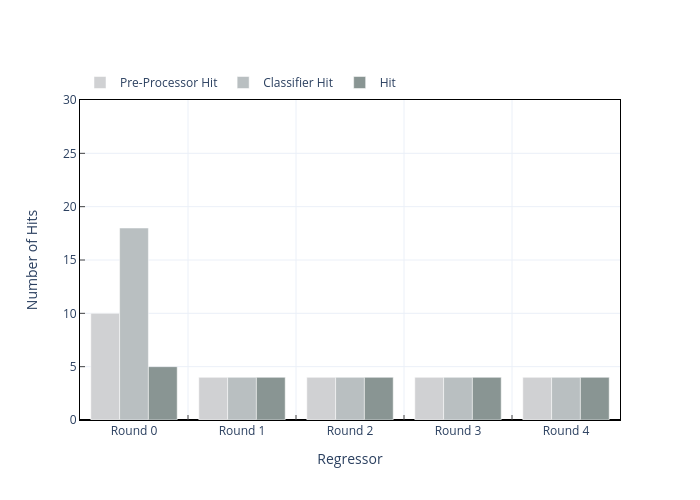 Pre-Processor Hit Classifier Hit Hit
30
25
20
15
10
5
0
Number of Hits
Round 0 Round 1 Round 2 Round 3 Round 4
Regressor